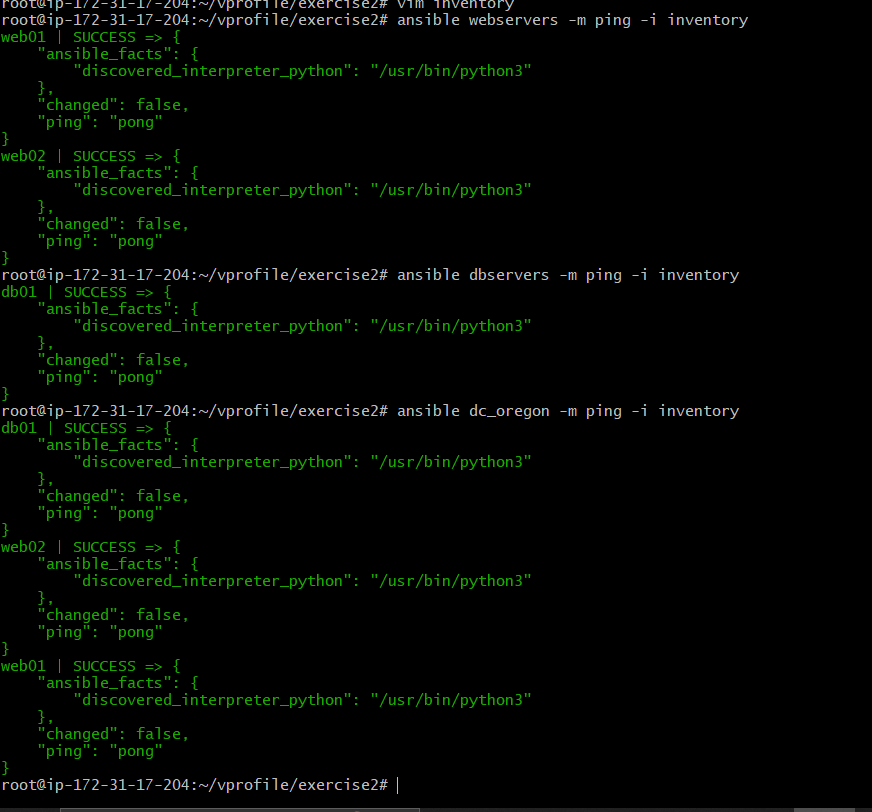 root@ip-172-31-17-204:~/vprofile/exercise2# vim inventory
root@ip-172-31-17-204:~/vprofile/exercise2# ansible webservers -m ping -i inventory
web01 | SUCCESS => {
    "ansible_facts": {
        "discovered_interpreter_python": "/usr/bin/python3"
    },
    "changed": false,
    "ping": "pong"
}
web02 | SUCCESS => {
    "ansible_facts": {
        "discovered_interpreter_python": "/usr/bin/python3"
    },
    "changed": false,
    "ping": "pong"
}
root@ip-172-31-17-204:~/vprofile/exercise2# ansible dbservers -m ping -i inventory
db01 | SUCCESS => {
    "ansible_facts": {
        "discovered_interpreter_python": "/usr/bin/python3"
    },
    "changed": false,
    "ping": "pong"
}
root@ip-172-31-17-204:~/vprofile/exercise2# ansible dc_oregon -m ping -i inventory
db01 | SUCCESS => {
    "ansible_facts": {
        "discovered_interpreter_python": "/usr/bin/python3"
    },
    "changed": false,
    "ping": "pong"
}
web02 | SUCCESS => {
    "ansible_facts": {
        "discovered_interpreter_python": "/usr/bin/python3"
    },
    "changed": false,
    "ping": "pong"
}
web01 | SUCCESS => {
    "ansible_facts": {
        "discovered_interpreter_python": "/usr/bin/python3"
    },
    "changed": false,
    "ping": "pong"
}
root@ip-172-31-17-204:~/vprofile/exercise2#